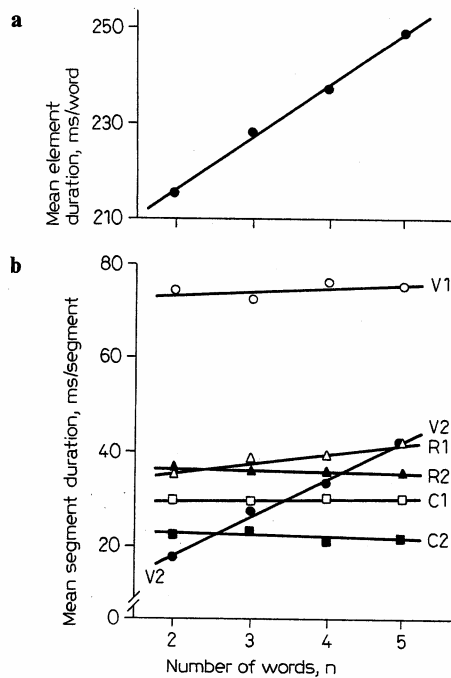 a
250
230
210
Mean element
duration, ms/word
b
80
60
40
20
0
Mean segment duration, ms/segment
V1
V2
R1
R2
C1
C2
V2
2 3 4 5
Number of words, n